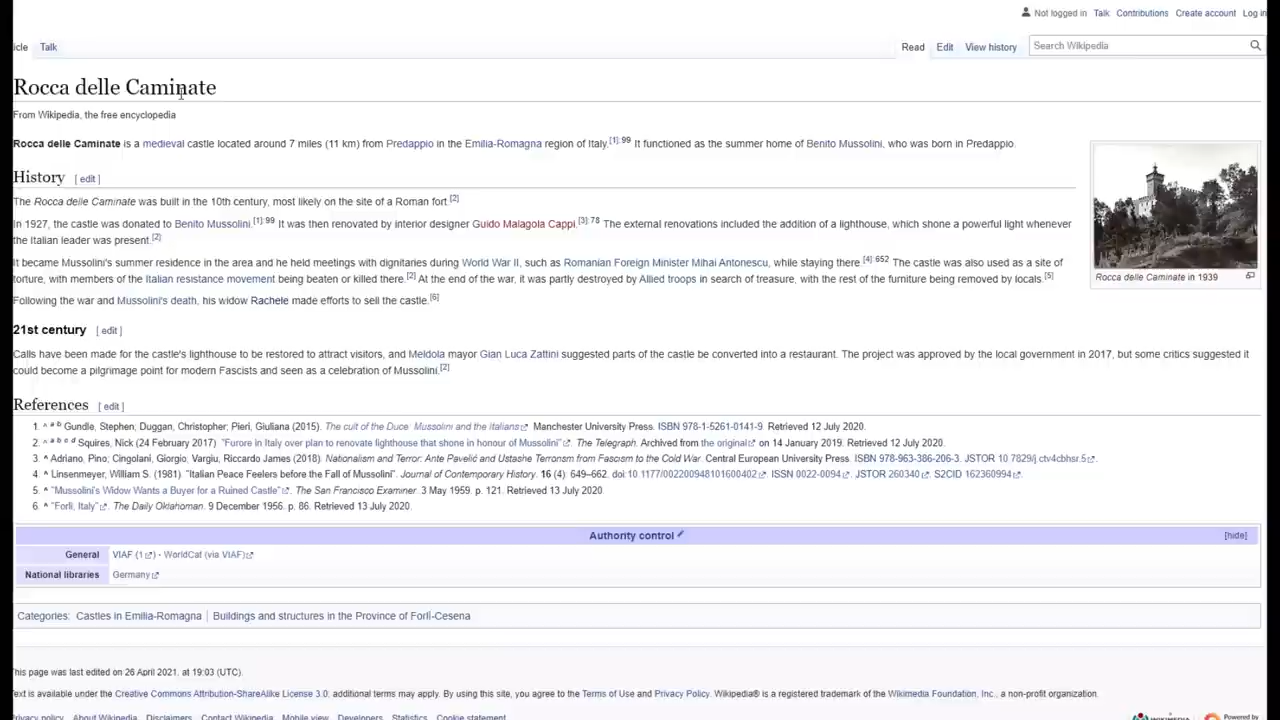 Not logged in Talk Contributions Create account Log in
icle Talk Read Edit View history Search Wikipedia
Rocca delle Caminate
From Wikipedia, the free encyclopedia
Rocca delle Caminate is a medieval castle located around 7 miles (11 km) from Predappio in the Emilia-Romagna region of Italy.[1]:99 It functioned as the summer home of Benito Mussolini, who was born in Predappio.
History [ edit ]
The Rocca delle Caminate was built in the 10th century, most likely on the site of a Roman fort.[2]
In 1927, the castle was donated to Benito Mussolini.[1]:99 It was then renovated by interior designer Guido Malagola Cappi.[3]:78 The external renovations included the addition of a lighthouse, which shone a powerful light whenever
the Italian leader was present.[2]
It became Mussolini's summer residence in the area and he held meetings with dignitaries during World War II, such as Romanian Foreign Minister Mihai Antonescu, while staying there.[4]:652 The castle was also used as a site of
torture, with members of the Italian resistance movement being beaten or killed there.[2] At the end of the war, it was partly destroyed by Allied troops in search of treasure, with the rest of the furniture being removed by locals.[5]
Following the war and Mussolini's death, his widow Rachele made efforts to sell the castle.[6]
Rocca delle Caminate in 1939
21st century [ edit ]
Calls have been made for the castle's lighthouse to be restored to attract visitors, and Meldola mayor Gian Luca Zattini suggested parts of the castle be converted into a restaurant. The project was approved by the local government in 2017, but some critics suggested it
could become a pilgrimage point for modern Fascists and seen as a celebration of Mussolini.[2]
References [ edit ]
1. ^ a b Gundle, Stephen; Duggan, Christopher; Pieri, Giuliana (2015). The cult of the Duce: Mussolini and the Italians. Manchester University Press. ISBN 978-1-5261-0141-9. Retrieved 12 July 2020.
2. ^ a b c d Squires, Nick (24 February 2017). "Furore in Italy over plan to renovate lighthouse that shone in honour of Mussolini". The Telegraph. Archived from the original on 14 January 2019. Retrieved 12 July 2020.
3. ^ Adriano, Pino; Cingolani, Giorgio; Vargiu, Riccardo James (2018). Nationalism and Terror: Ante Pavelić and Ustashe Terrorism from Fascism to the Cold War. Central European University Press. ISBN 978-963-386-206-3. JSTOR 10.7829/j.ctv4cbhsr.5.
4. ^ Linsenmeyer, William S. (1981). "Italian Peace Feelers before the Fall of Mussolini". Journal of Contemporary History. 16 (4): 649–662. doi:10.1177/002200948101600402. ISSN 0022-0094. JSTOR 260340. S2CID 162360994.
5. ^ "Mussolini's Widow Wants a Buyer for a Ruined Castle". The San Francisco Examiner. 3 May 1959. p. 121. Retrieved 13 July 2020.
6. ^ "Forli, Italy". The Daily Oklahoman. 9 December 1956. p. 86. Retrieved 13 July 2020.
Authority control [hide]
General VIAF (1) · WorldCat (via VIAF)
National libraries Germany
Categories: Castles in Emilia-Romagna | Buildings and structures in the Province of Forlì-Cesena
This page was last edited on 26 April 2021, at 19:03 (UTC).
Text is available under the Creative Commons Attribution-ShareAlike License 3.0; additional terms may apply. By using this site, you agree to the Terms of Use and Privacy Policy. Wikipedia® is a registered trademark of the Wikimedia Foundation, Inc., a non-profit organization.
Privacy policy About Wikipedia Disclaimers Contact Wikipedia Mobile view Developers Statistics Cookie statement WIKIMEDIA Powered by